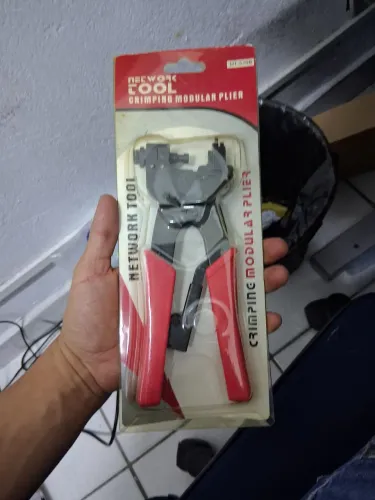 NETWORK
TOOL
CRIMPING MODULAR PLIER
NETWORK TOOL
CRIMPING MODULAR PLIER